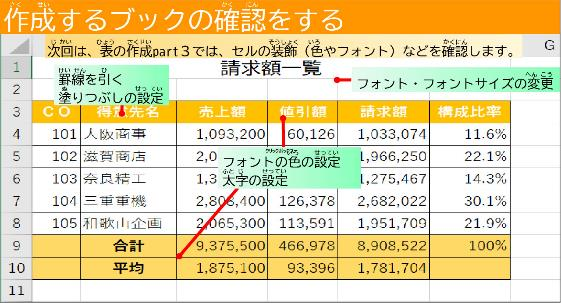 作成するブックの確認をする
次回は、表の作成part３では、セルの装飾（色やフォント）などを確認します。
G
1 請求額一覧
罫線を引く
塗りつぶしの設定
フォント・フォントサイズの変更
2
3 ＣＯ 得意先名 売上額 値引額 請求額 構成比率
4 101 大阪商事 1,093,200 60,126 1,033,074 11.6%
5 102 滋賀商店 1,966,250 22.1%
フォントの色の設定
太字の設定
6 103 奈良精工 1,275,467 14.3%
7 104 三重重機 2,808,400 126,378 2,682,022 30.1%
8 105 和歌山企画 2,065,300 113,591 1,951,709 21.9%
9 合計 9,375,500 466,978 8,908,522 100%
10 平均 1,875,100 93,396 1,781,704
11